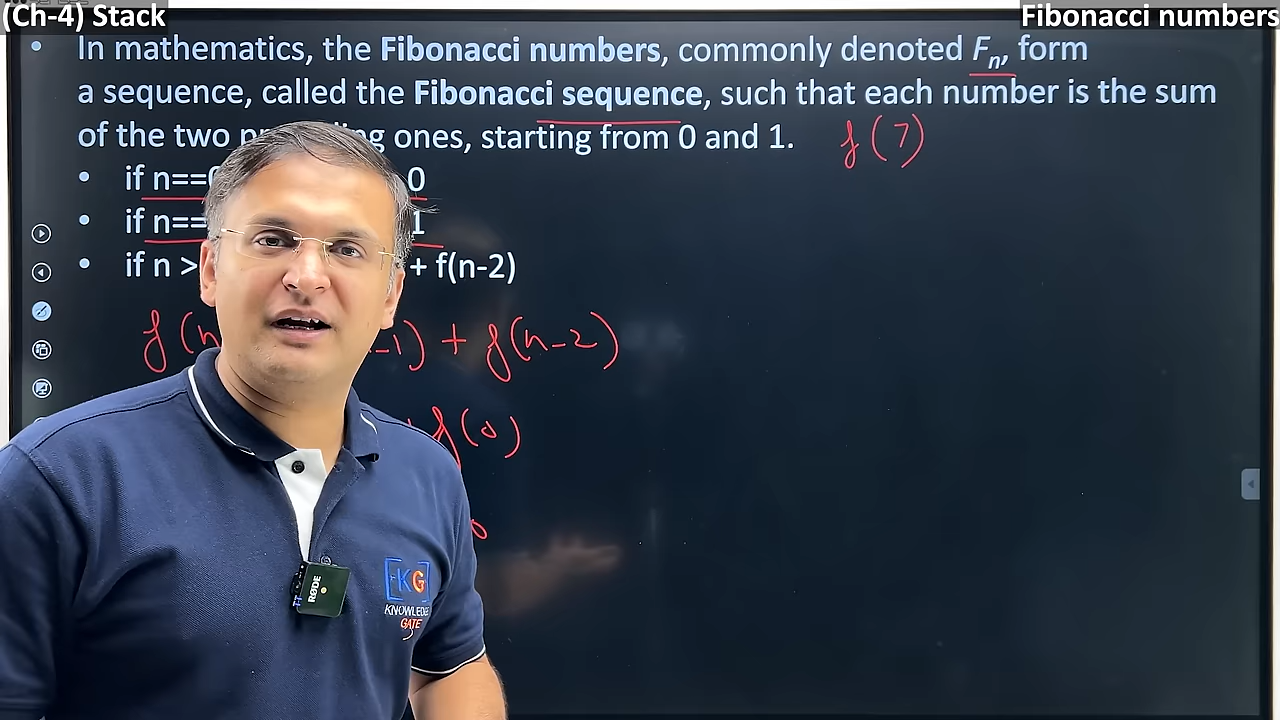 (Ch-4) Stack
Fibonacci numbers
• In mathematics, the Fibonacci numbers, commonly denoted Fn, form
a sequence, called the Fibonacci sequence, such that each number is the sum
of the two ones, starting from 0 and 1. f(7)
• if n== 0
• if n== 1
• if n > + f(n-2)
f(n -1) + f(n-2)
f(0)
0
RØDE
KG
KNOWLEDGE
GATE